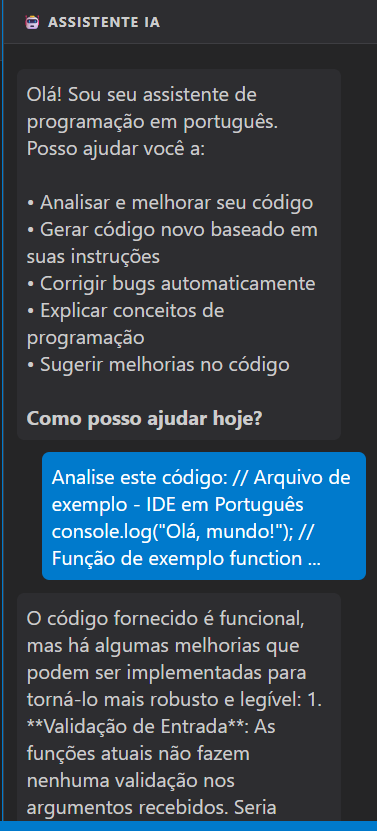 ASSISTENTE IA
Olá! Sou seu assistente de
programação em português.
Posso ajudar você a:
• Analisar e melhorar seu código
• Gerar código novo baseado em
suas instruções
• Corrigir bugs automaticamente
• Explicar conceitos de
programação
• Sugerir melhorias no código
Como posso ajudar hoje?
Analise este código: // Arquivo de
exemplo - IDE em Português
console.log("Olá, mundo!"); //
Função de exemplo function ...
O código fornecido é funcional,
mas há algumas melhorias que
podem ser implementadas para
torná-lo mais robusto e legível: 1.
**Validação de Entrada**: As
funções atuais não fazem
nenhuma validação nos
argumentos recebidos. Seria